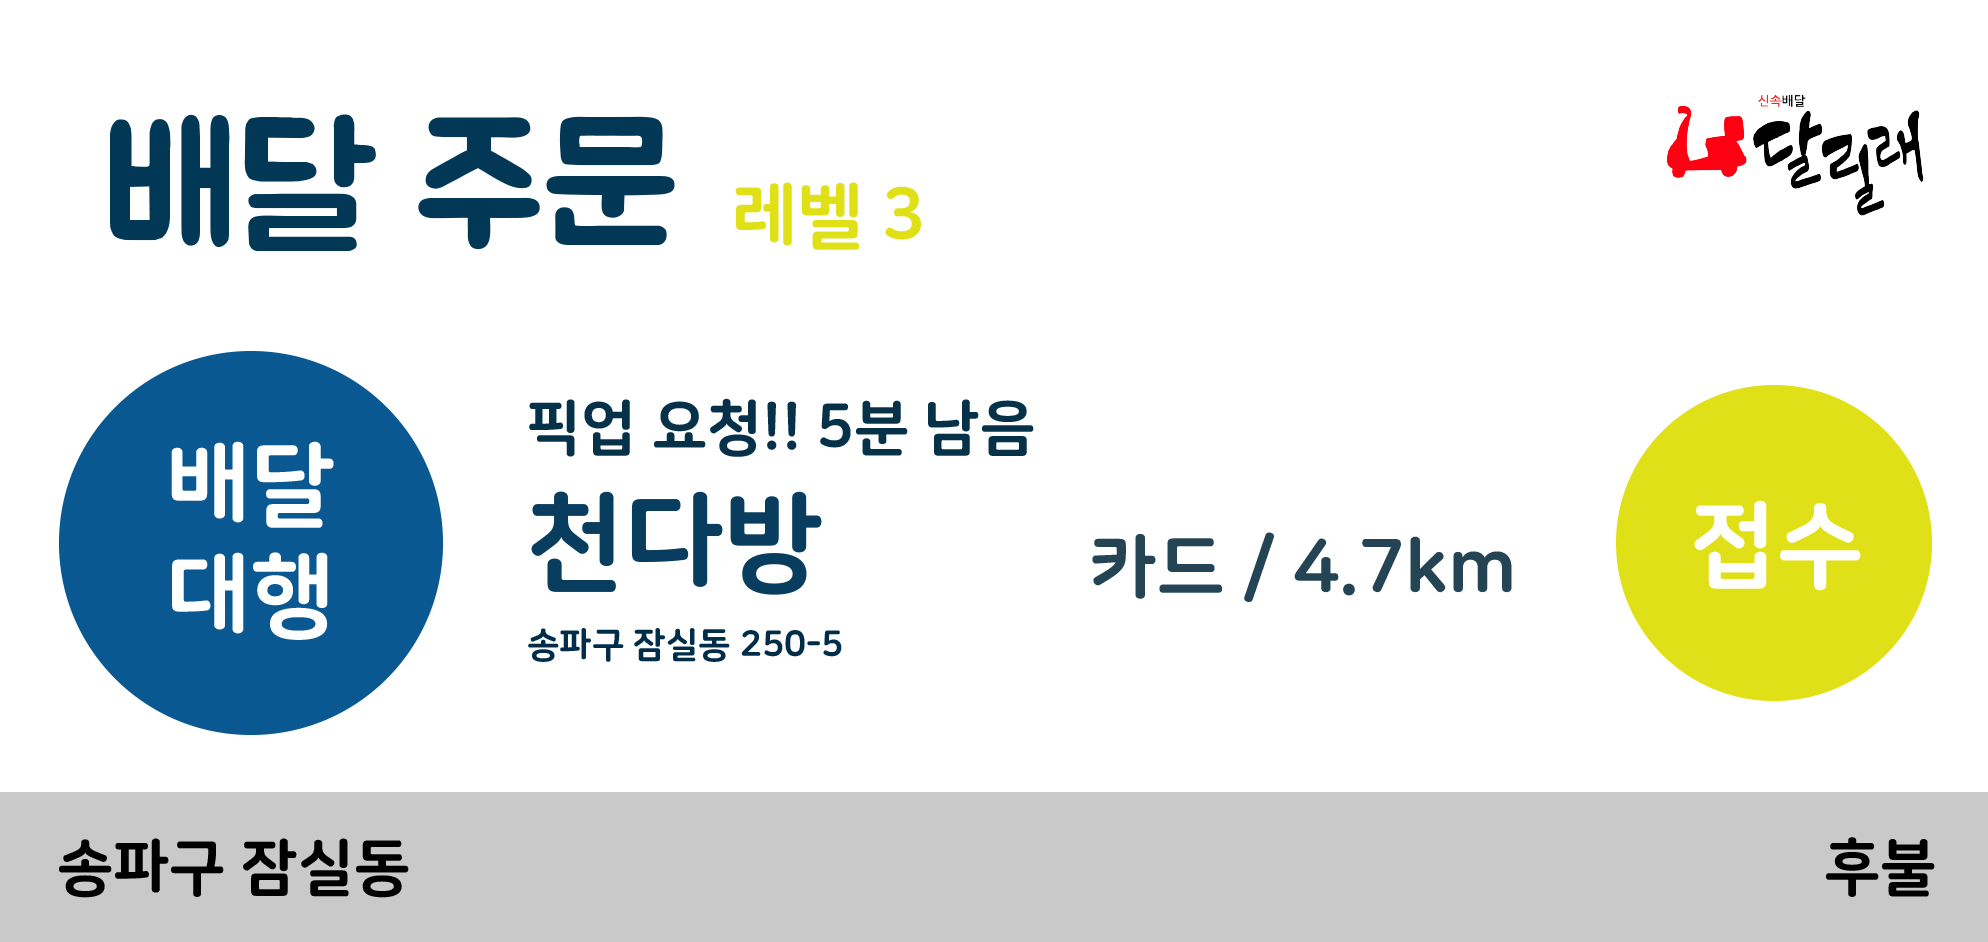 배달 주문 레벨 3
신속배달
달릴래
배달
대행
픽업 요청!! 5분 남음
천다방
송파구 잠실동 250-5
카드 / 4.7km
접수
송파구 잠실동
후불